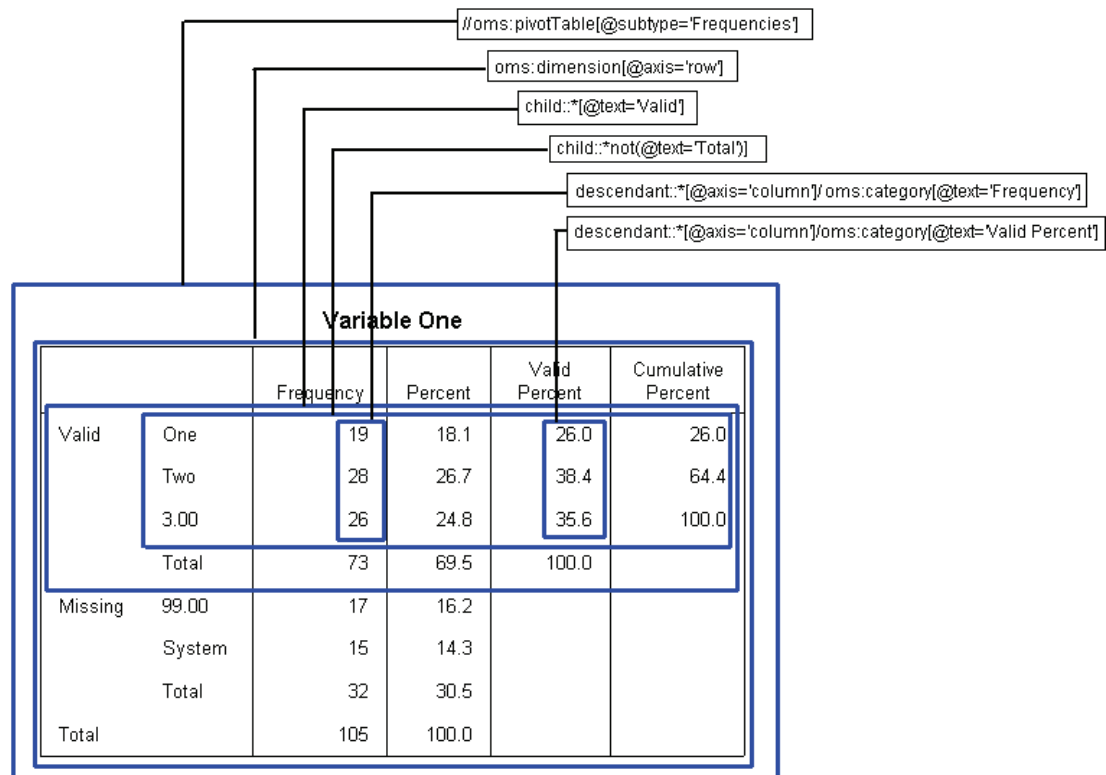 //oms:pivotTable[@subtype='Frequencies']
oms:dimension[@axis='row']
child::*[@text='Valid']
child::*not(@text='Total')]
descendant::*[@axis='column']/ oms:category[@text='Frequency']
descendant::*[@axis='column']/oms:category[@text='Valid Percent']
Variable One
Frequency Percent Valid Percent Cumulative Percent
Valid One 19 18.1 26.0 26.0
Two 28 26.7 38.4 64.4
3.00 26 24.8 35.6 100.0
Total 73 69.5 100.0
Missing 99.00 17 16.2
System 15 14.3
Total 32 30.5
Total 105 100.0